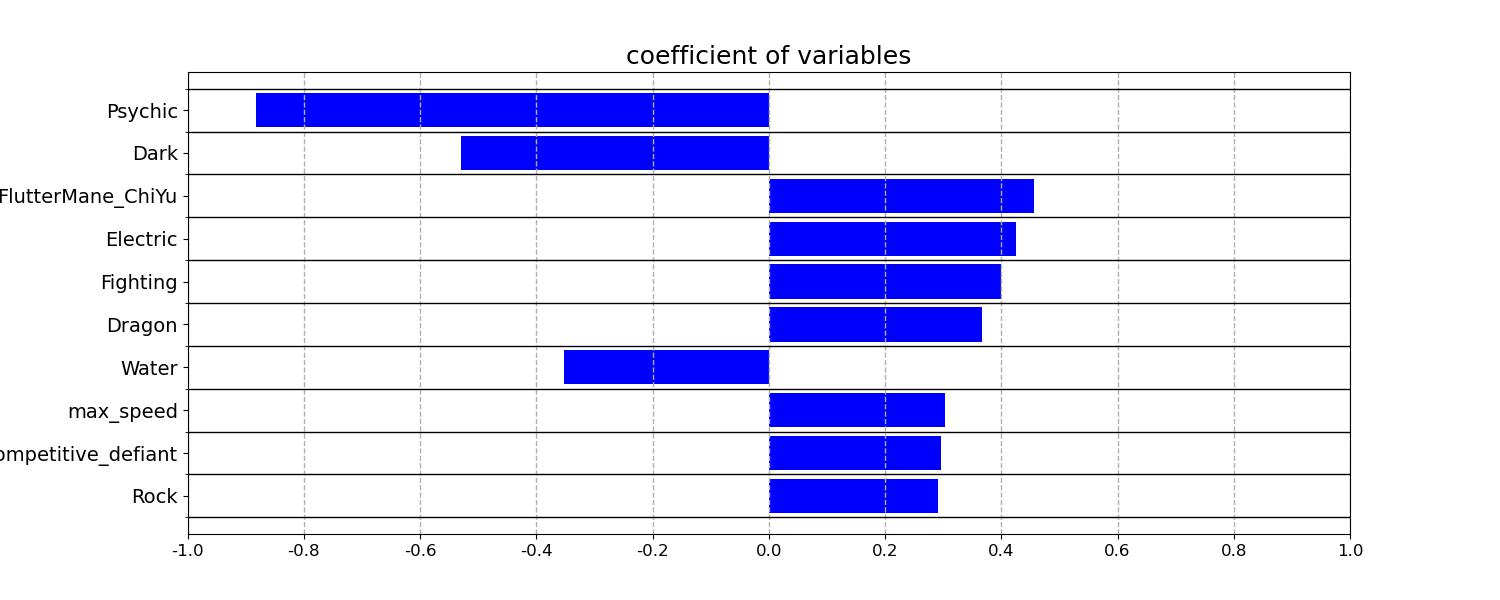 coefficient of variables
Psychic
Dark
FlutterMane_ChiYu
Electric
Fighting
Dragon
Water
max_speed
ompetitive_defiant
Rock
-1.0 -0.8 -0.6 -0.4 -0.2 0.0 0.2 0.4 0.6 0.8 1.0